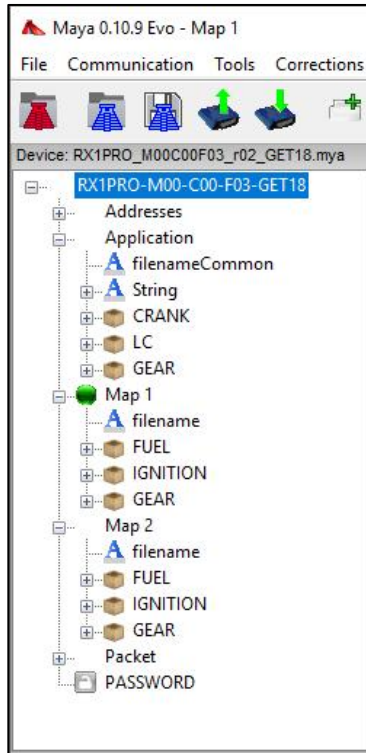 Maya 0.10.9 Evo - Map 1
File Communication Tools Corrections
Device: RX1PRO_M00C00F03_r02_GET18.mya
RX1PRO-M00-C00-F03-GET18
Addresses
Application
filenameCommon
String
CRANK
LC
GEAR
Map 1
filename
FUEL
IGNITION
GEAR
Map 2
filename
FUEL
IGNITION
GEAR
Packet
PASSWORD